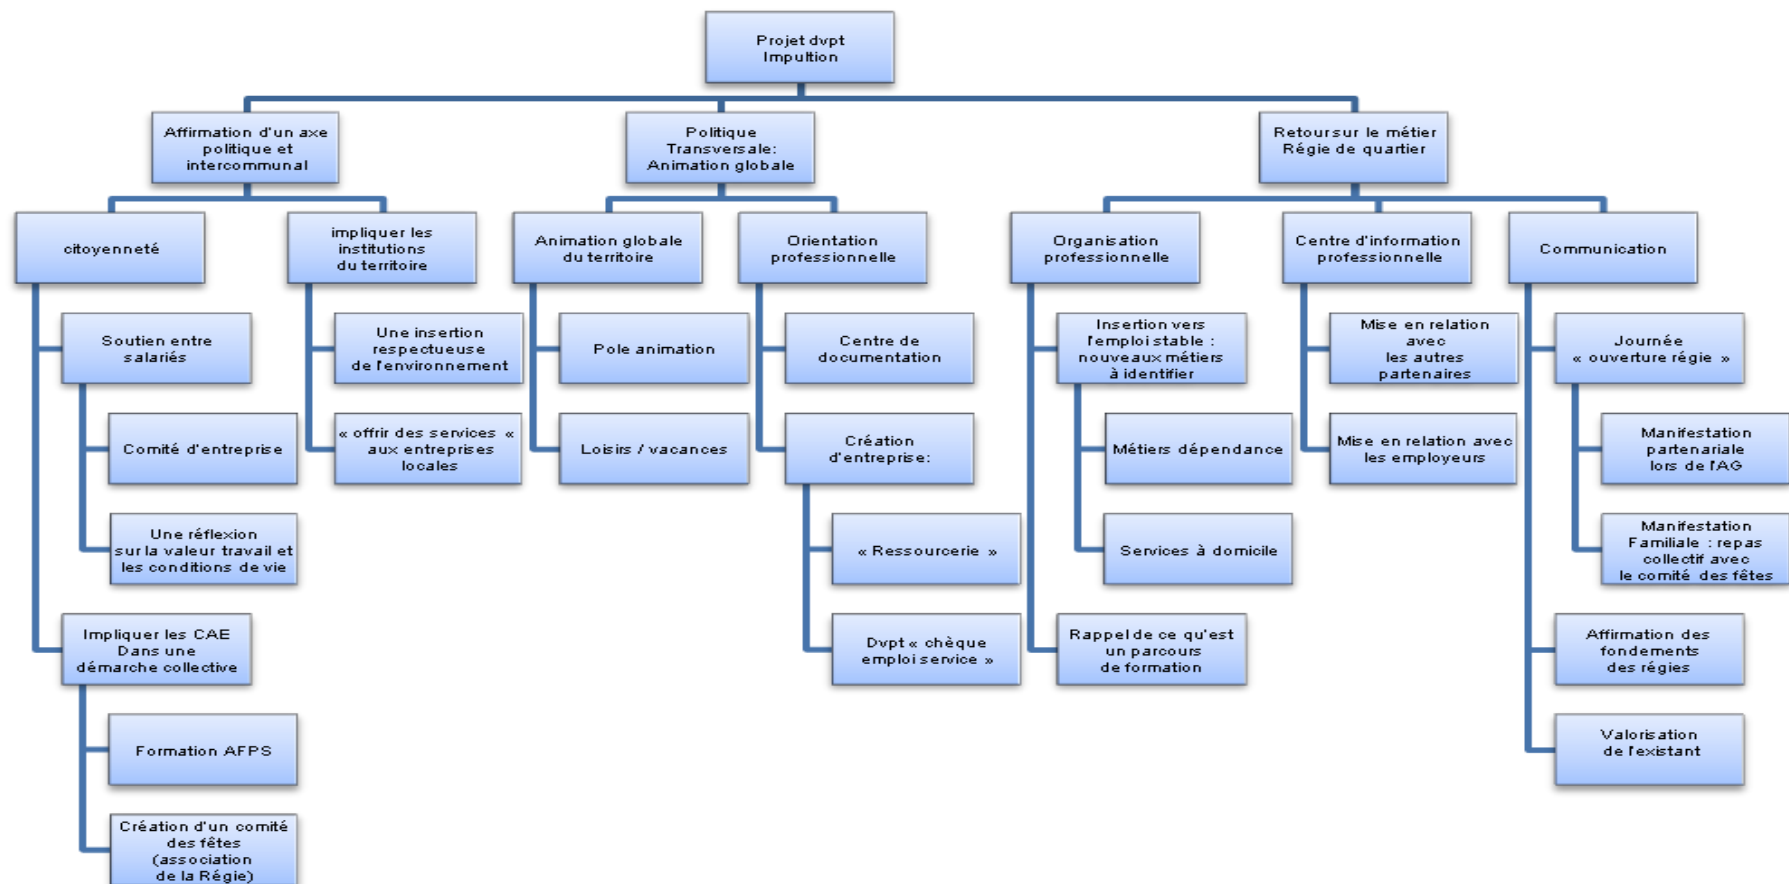 Projet dvpt
Impultion
Affirmation d'un axe
politique et
intercommunal
Politique
Transversale:
Animation globale
Retour sur le métier
Régie de quartier
citoyenneté
impliquer les
institutions
du territoire
Animation globale
du territoire
Orientation
professionnelle
Organisation
professionnelle
Centre d'information
professionnelle
Communication
Soutien entre
salariés
Une insertion
respectueuse
de l'environnement
Pole animation
Centre de
documentation
Insertion vers
l'emploi stable :
nouveaux métiers
à identifier
Mise en relation
avec
les autres
partenaires
Journée
« ouverture régie »
Comité d'entreprise
« offrir des services «
aux entreprises
locales
Loisirs / vacances
Création
d'entreprise:
Métiers dépendance
Mise en relation avec
les employeurs
Manifestation
partenariale
lors de l'AG
Une réflexion
sur la valeur travail et
les conditions de vie
« Ressourcerie »
Services à domicile
Manifestation
Familiale : repas
collectif avec
le comité des fêtes
Impliquer les CAE
Dans une
démarche collective
Dvpt « chèque
emploi service »
Rappel de ce qu'est
un parcours
de formation
Affirmation des
fondements
des régies
Formation AFPS
Valorisation
de l'existant
Création d'un comité
des fêtes
(association
de la Régie)